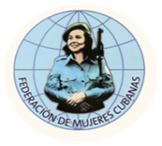 FEDERACIÓN DE MUJERES CUBANAS